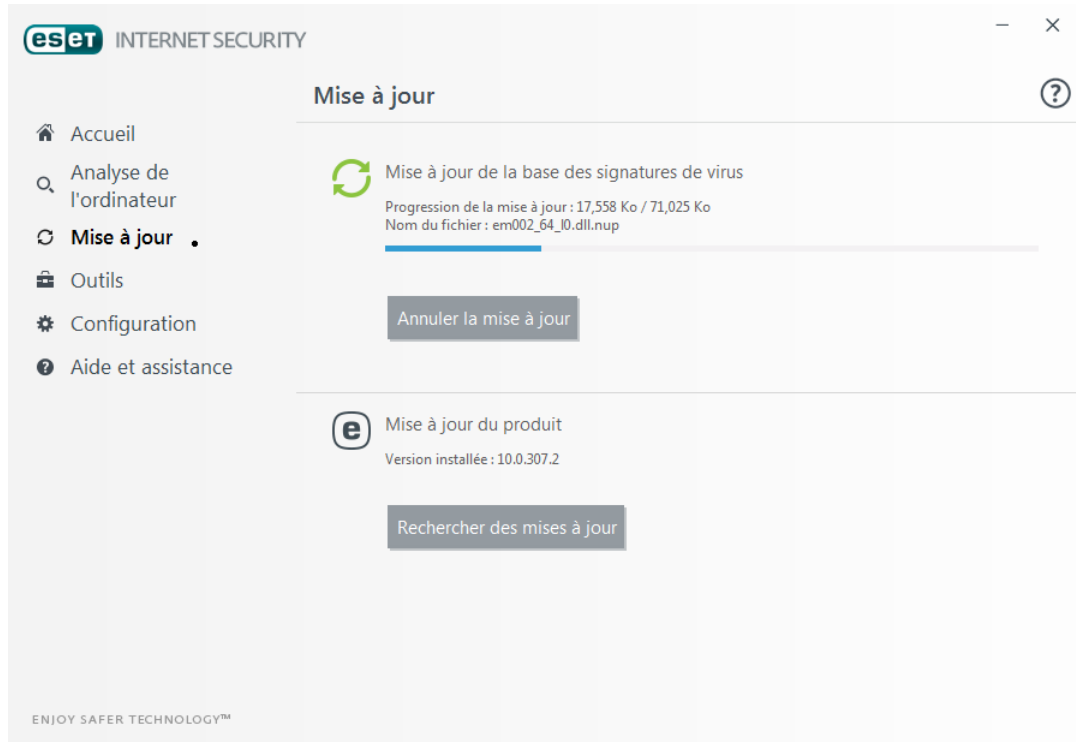 eset INTERNET SECURITY
Mise à jour
Accueil
Analyse de
l'ordinateur
Mise à jour
Outils
Configuration
Aide et assistance
Mise à jour de la base des signatures de virus
Progression de la mise à jour : 17,558 Ko / 71,025 Ko
Nom du fichier : em002_64_l0.dll.nup
Annuler la mise à jour
e
Mise à jour du produit
Version installée : 10.0.307.2
Rechercher des mises à jour
ENJOY SAFER TECHNOLOGY™